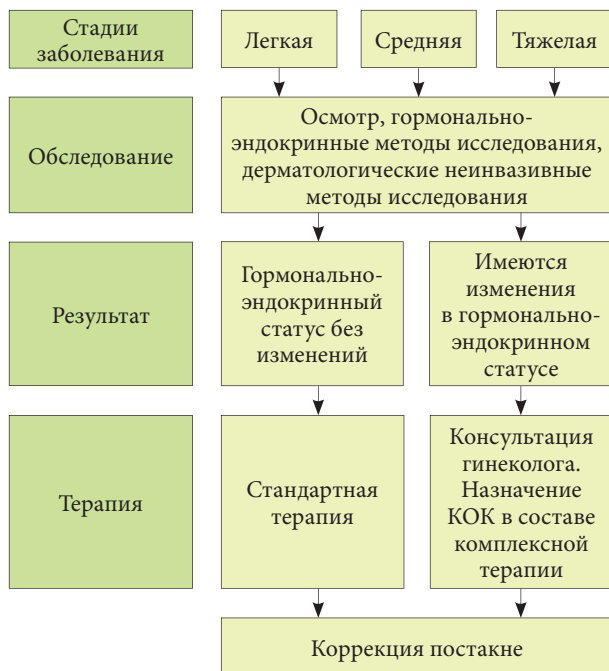 Стадии
заболевания
Легкая
Средняя
Тяжелая
Обследование
Осмотр, гормонально-
эндокринные методы исследования,
дерматологические неинвазивные
методы исследования
Результат
Гормонально-
эндокринный
статус без
изменений
Имеются
изменения
в гормонально-
эндокринном
статусе
Терапия
Стандартная
терапия
Консультация
гинеколога.
Назначение
КОК в составе
комплексной
терапии
Коррекция постакне